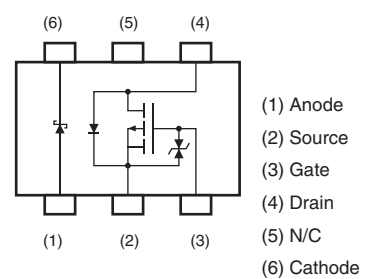 (6) (5) (4)
(1) (2) (3)
(1) Anode
(2) Source
(3) Gate
(4) Drain
(5) N/C
(6) Cathode